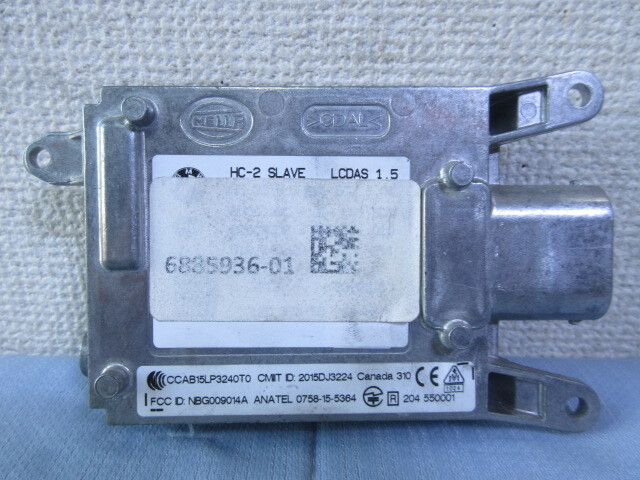 HELLA
HC-2 SLAVE LCDAS 1.5
6885936-01
CCAB15LP3240T0 CMIIT ID: 2015DJ3224 Canada 310 CE
FCC ID: NBG009014A ANATEL 0758-15-5364 R 204 550001